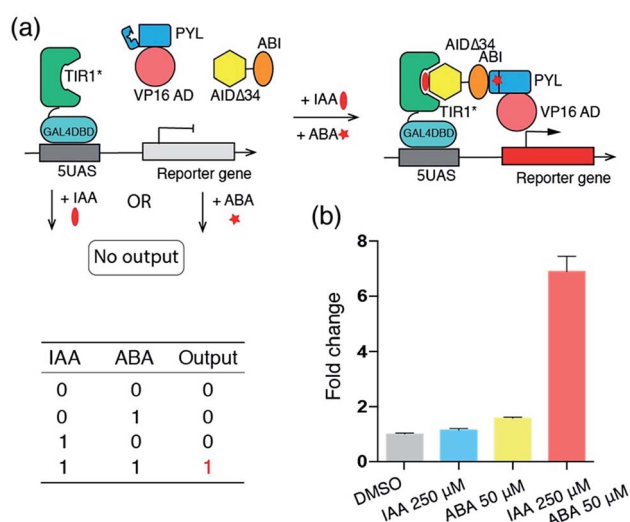 (a)
TIR1*
GAL4DBD
5UAS
PYL
VP16 AD
ABI
AIDΔ34
Reporter gene
+ IAA
+ ABA
AIDΔ34
ABI
PYL
TIR1*
VP16 AD
GAL4DBD
5UAS
Reporter gene
+ IAA
OR
+ ABA
No output
IAA ABA Output
0 0 0
0 1 0
1 0 0
1 1 1
(b)
Fold change
8
6
4
2
0
DMSO
IAA 250 µM
ABA 50 µM
IAA 250 µM
ABA 50 µM